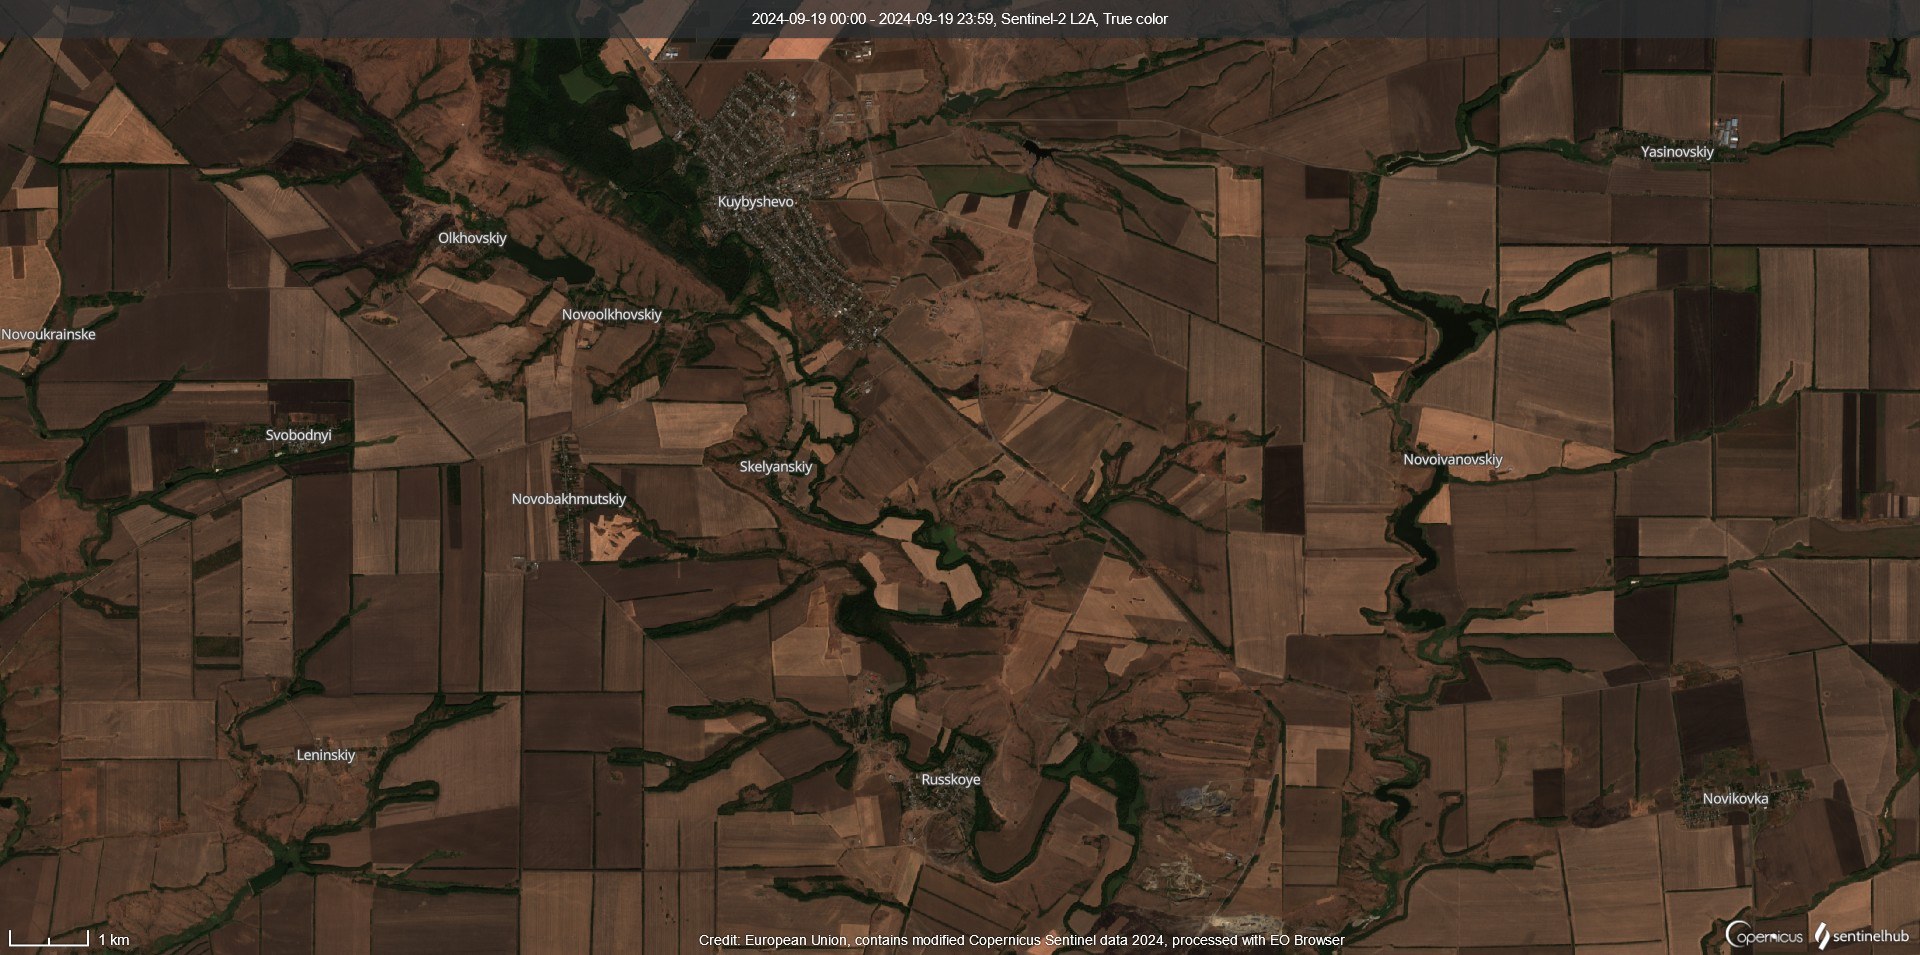 2024-09-19 00:00 - 2024-09-19 23:59, Sentinel-2 L2A, True color
Yasinovskiy
Kuybyshevo
Olkhovskiy
Novoolkhovskiy
Novoukrainske
Svobodnyi
Novoivanovskiy
Skelyanskiy
Novobakhmutskiy
Leninskiy
Russkoye
Novikovka
1 km
Credit: European Union, contains modified Copernicus Sentinel data 2024, processed with EO Browser
Copernicus
sentinelhub